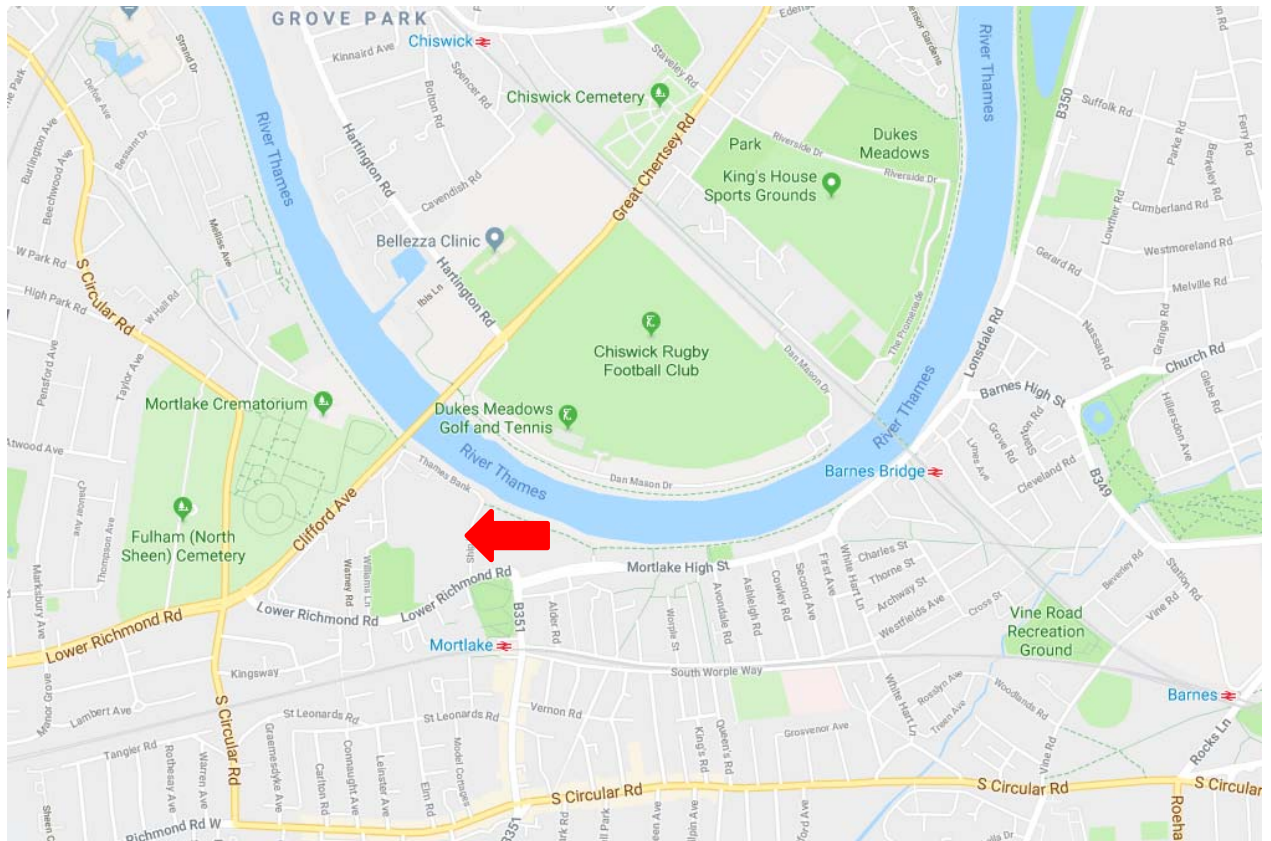 GROVE PARK
Chiswick
Kinnaird Ave
Strand Dr
Staveley Rd
Spencer Rd
Bolton Rd
Defoe Ave
Bessant Dr
Burlington Ave
Beechwood Ave
Chiswick Cemetery
Great Chertsey Rd
Park
Riverside Dr
Riverside Dr
Dukes
Meadows
King's House
Sports Grounds
River Thames
B350
Suffolk Rd
Parke Rd
Ferry Rd
Berkeley Rd
Lowther Rd
Cumberland Rd
Westmoreland Rd
Gerard Rd
Melville Rd
River Thames
Hartington Rd
Cavendish Rd
Bellezza Clinic
Melliss Ave
W Park Rd
S Circular Rd
High Park Rd
W Hall Rd
Ibis Ln
Hartington Rd
Chiswick Rugby
Football Club
The Promenade
Dan Mason Dr
Lonsdale Rd
Nassau Rd
Grange Rd
Church Rd
Glebe Rd
Hillersdon Ave
Barnes High St
Pensford Ave
Taylor Ave
Mortlake Crematorium
Dukes Meadows
Golf and Tennis
River Thames
Atwood Ave
River Thames
Thames Bank
Dan Mason Dr
Barnes Bridge
Lynes Ave
Grove Rd
Cleveland Rd
B349
Chaucer Ave
Thompson Ave
Fulham (North
Sheen) Cemetery
Clifford Ave
Marksbury Ave
Watney Rd
Williams Ln
Lower Richmond Rd
Lower Richmond Rd
Lower Richmond Rd
Mortlake High St
B351
Alder Rd
Worple St
Avondale Rd
Ashleigh Rd
Cowley Rd
Second Ave
First Ave
White Hart Ln
Charles St
Thorne St
Archway St
Westfields Ave
Cross St
Beverley Rd
Station Rd
Vine Rd
Vine Road
Recreation
Ground
Mortlake
Kingsway
South Worple Way
White Hart Ln
Rosslyn Ave
Treen Ave
Woodlands Rd
Barnes
Rocks Ln
Lambert Ave
St Leonards Rd
St Leonards Rd
Vernon Rd
Grosvenor Ave
Tangier Rd
Rothesay Ave
Warren Ave
S Circular Rd
Graemesdyke Ave
Carlton Rd
Connaught Ave
Leinster Ave
Elm Rd
Model Cottages
King's Rd
Queen's Rd
Vine Rd
S Circular Rd
S Circular Rd
S Circular
Richmond Rd W
B351